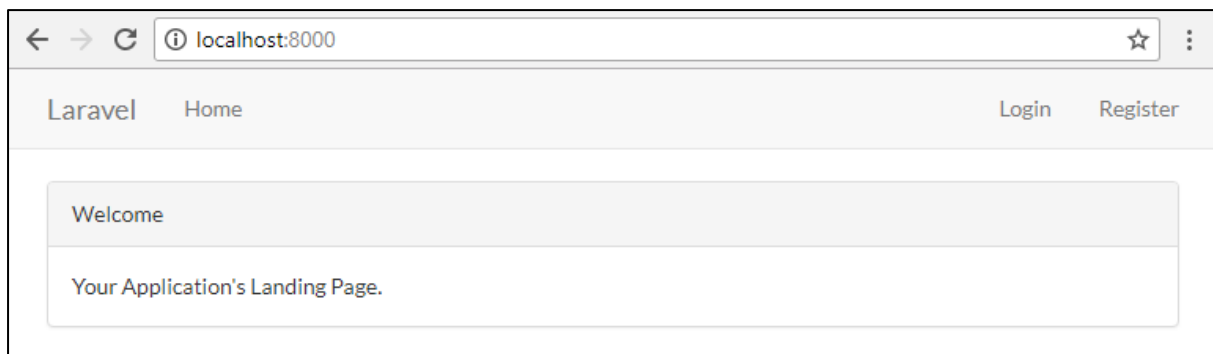 localhost:8000
Laravel Home Login Register
Welcome
Your Application's Landing Page.